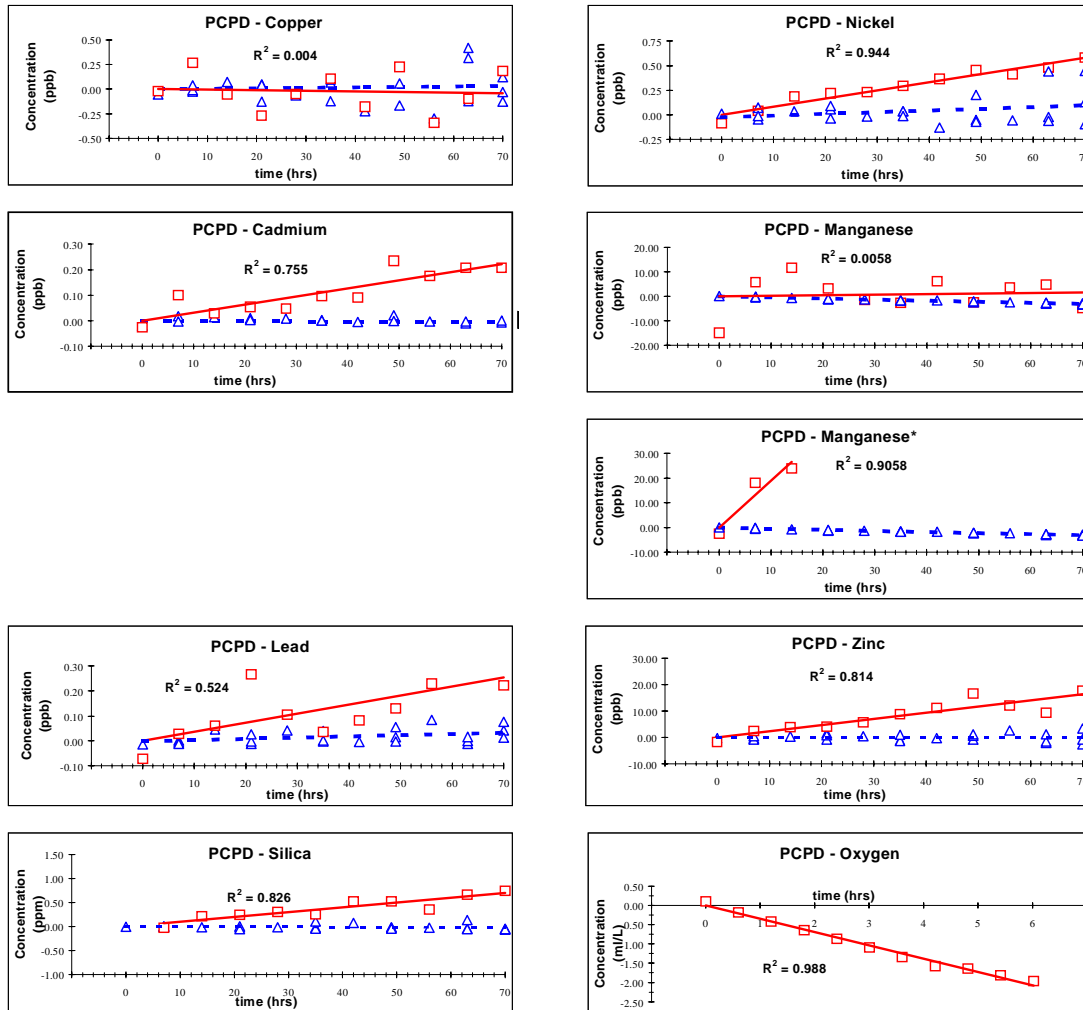 PCPD - Copper
R2 = 0.004
Concentration
(ppb)
0.50
0.25
0.00
-0.25
-0.50
0 10 20 30 40 50 60 70
time (hrs)
PCPD - Nickel
R2 = 0.944
Concentration
(ppb)
0.75
0.50
0.25
0.00
-0.25
0 10 20 30 40 50 60 70
time (hrs)
PCPD - Cadmium
R2 = 0.755
Concentration
(ppb)
0.30
0.20
0.10
0.00
-0.10
0 10 20 30 40 50 60 70
time (hrs)
PCPD - Manganese
R2 = 0.0058
Concentration
(ppb)
20.00
10.00
0.00
-10.00
-20.00
0 10 20 30 40 50 60 70
time (hrs)
PCPD - Manganese*
R2 = 0.9058
Concentration
(ppb)
30.00
20.00
10.00
0.00
-10.00
0 10 20 30 40 50 60 70
time (hrs)
PCPD - Lead
R2 = 0.524
Concentration
(ppb)
0.30
0.20
0.10
0.00
-0.10
0 10 20 30 40 50 60 70
time (hrs)
PCPD - Zinc
R2 = 0.814
Concentration
(ppb)
30.00
20.00
10.00
0.00
-10.00
0 10 20 30 40 50 60 70
time (hrs)
PCPD - Silica
R2 = 0.826
Concentration
(ppm)
1.50
1.00
0.50
0.00
-0.50
-1.00
0 10 20 30 40 50 60 70
time (hrs)
PCPD - Oxygen
time (hrs)
R2 = 0.988
Concentration
(ml/L)
0.50
0.00
-0.50
-1.00
-1.50
-2.00
-2.50
0 1 2 3 4 5 6